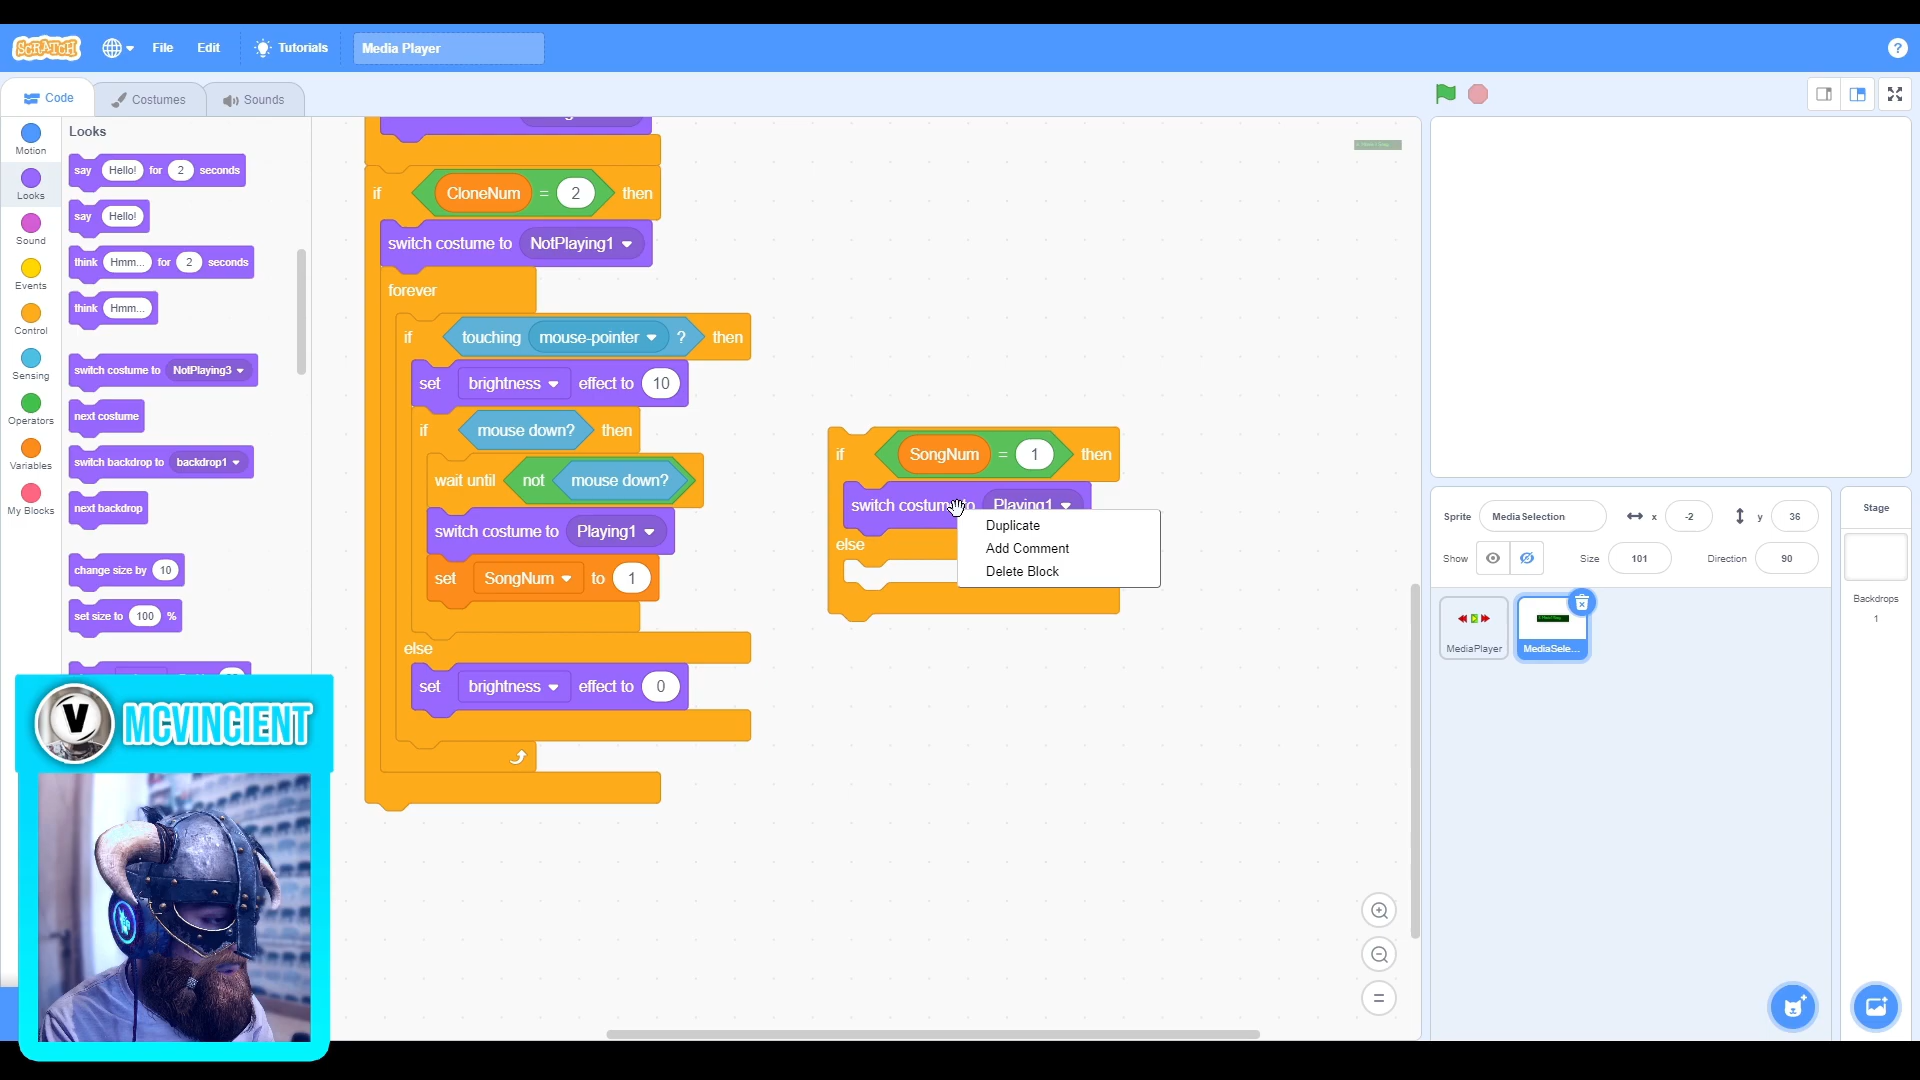 SCRATCH
File
Edit
Tutorials
Media Player
?
Code
Costumes
Sounds
Motion
Looks
Sound
Events
Control
Sensing
Operators
Variables
My Blocks
Looks
say Hello! for 2 seconds
say Hello!
think Hmm... for 2 seconds
think Hmm...
switch costume to NotPlaying3
next costume
switch backdrop to backdrop1
next backdrop
change size by 10
set size to 100 %
if CloneNum = 2 then
switch costume to NotPlaying1
forever
if touching mouse-pointer ? then
set brightness effect to 10
if mouse down? then
wait until not mouse down?
switch costume to Playing1
set SongNum to 1
else
set brightness effect to 0
if SongNum = 1 then
switch costume to Playing1
else
Duplicate
Add Comment
Delete Block
Sprite MediaSelection x -2 y 36
Show Size 101 Direction 90
MediaPlayer
MediaSele...
Stage
Backdrops
1
V MCVINCIENT